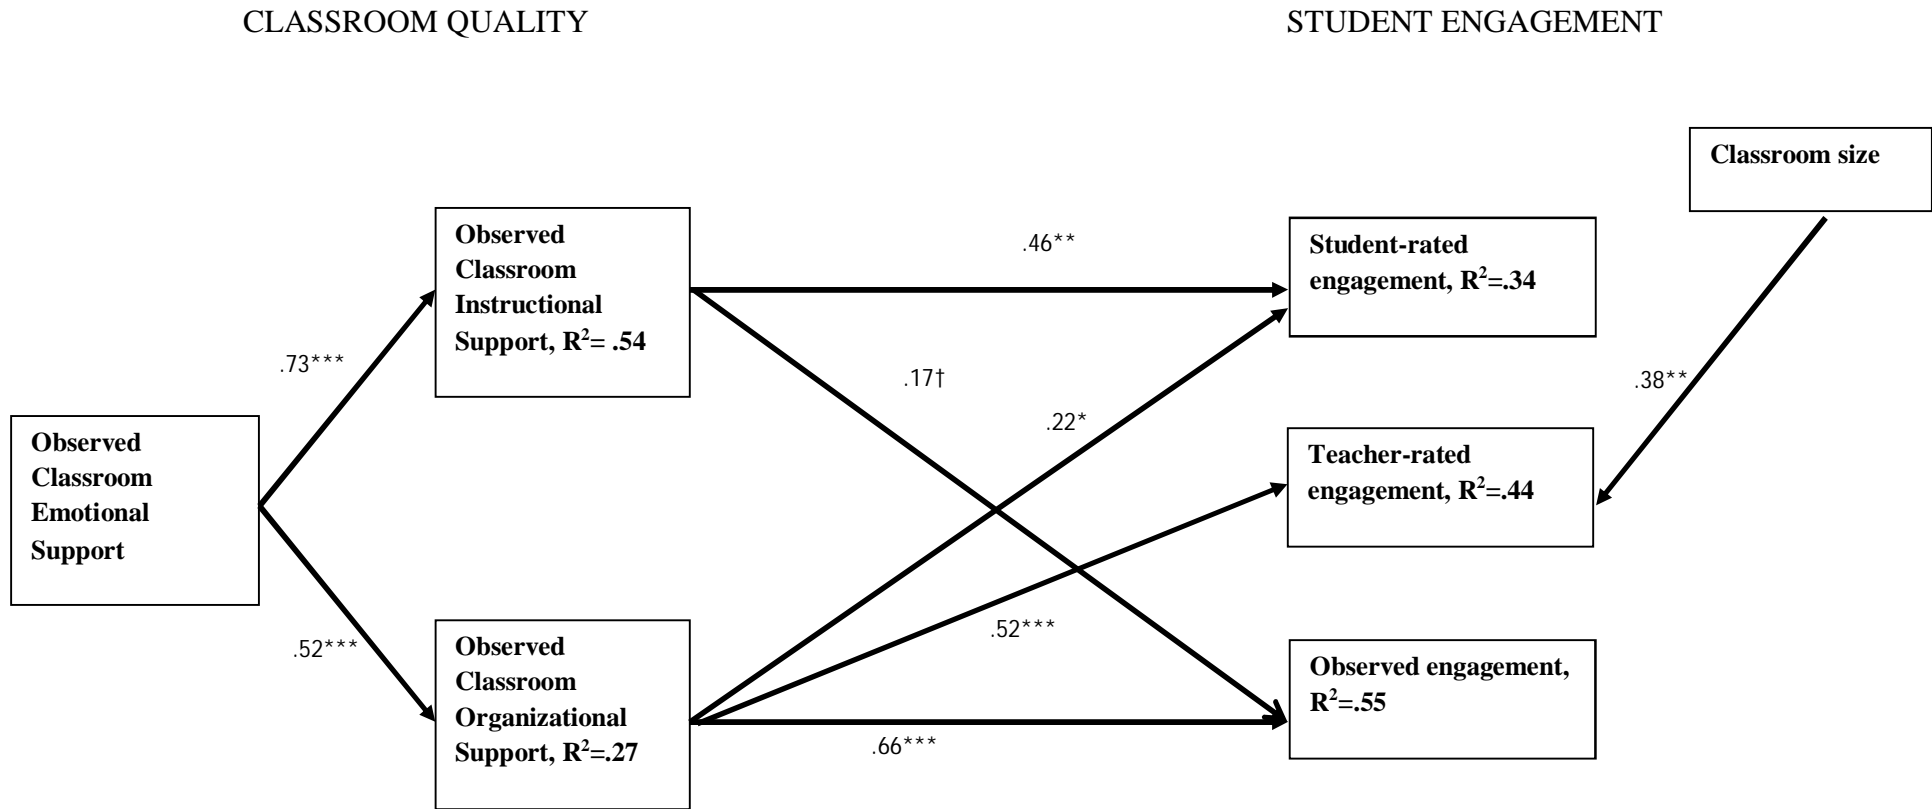 CLASSROOM QUALITY
STUDENT ENGAGEMENT
Classroom size
Observed
Classroom
Instructional
Support, R²= .54
.46**
Student-rated
engagement, R²=.34
.73***
.17†
.38**
.22*
Observed
Classroom
Emotional
Support
Teacher-rated
engagement, R²=.44
.52***
Observed
Classroom
Organizational
Support, R²=.27
.52***
.66***
Observed engagement,
R²=.55